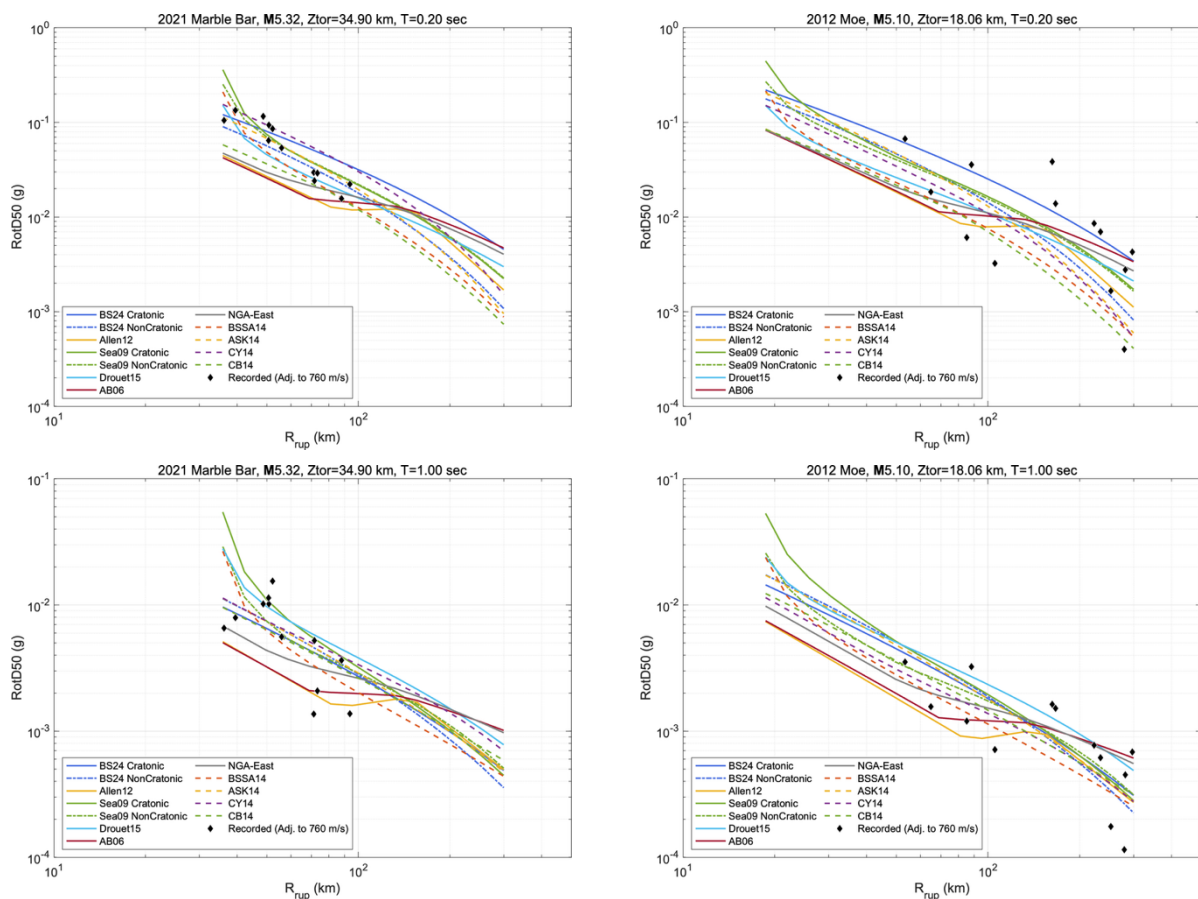 2021 Marble Bar, M5.32, Ztor=34.90 km, T=0.20 sec
10^0
10^-1
10^-2
10^-3
10^-4
RotD50 (g)
BS24 Cratonic
BS24 NonCratonic
Allen12
Sea09 Cratonic
Sea09 NonCratonic
Drouet15
AB06
NGA-East
BSSA14
ASK14
CY14
CB14
Recorded (Adj. to 760 m/s)
10^1
10^2
R_rup (km)
2012 Moe, M5.10, Ztor=18.06 km, T=0.20 sec
10^0
10^-1
10^-2
10^-3
10^-4
RotD50 (g)
BS24 Cratonic
BS24 NonCratonic
Allen12
Sea09 Cratonic
Sea09 NonCratonic
Drouet15
AB06
NGA-East
BSSA14
ASK14
CY14
CB14
Recorded (Adj. to 760 m/s)
10^1
10^2
R_rup (km)
2021 Marble Bar, M5.32, Ztor=34.90 km, T=1.00 sec
10^-1
10^-2
10^-3
10^-4
RotD50 (g)
BS24 Cratonic
BS24 NonCratonic
Allen12
Sea09 Cratonic
Sea09 NonCratonic
Drouet15
AB06
NGA-East
BSSA14
ASK14
CY14
CB14
Recorded (Adj. to 760 m/s)
10^1
10^2
R_rup (km)
2012 Moe, M5.10, Ztor=18.06 km, T=1.00 sec
10^-1
10^-2
10^-3
10^-4
RotD50 (g)
BS24 Cratonic
BS24 NonCratonic
Allen12
Sea09 Cratonic
Sea09 NonCratonic
Drouet15
AB06
NGA-East
BSSA14
ASK14
CY14
CB14
Recorded (Adj. to 760 m/s)
10^1
10^2
R_rup (km)